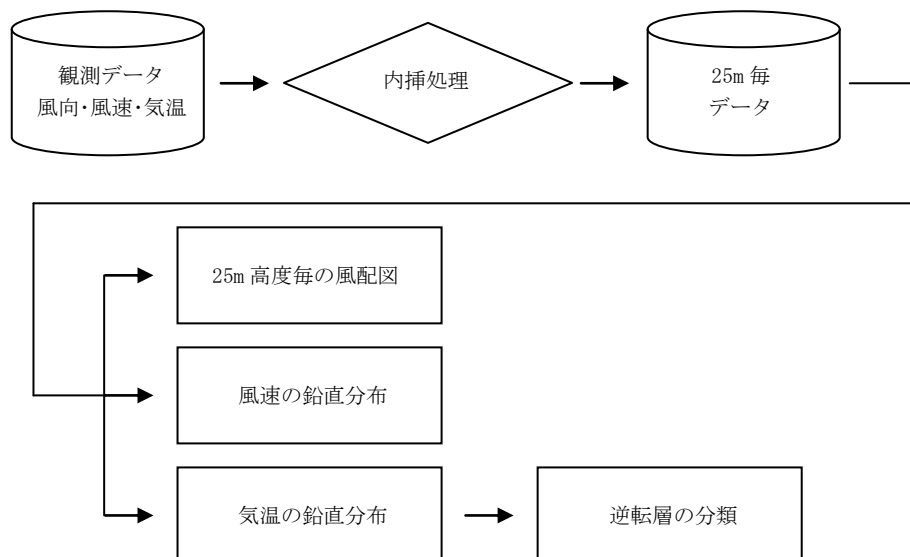 観測データ
風向・風速・気温
内挿処理
25m 毎
データ
25m 高度毎の風配図
風速の鉛直分布
気温の鉛直分布
逆転層の分類